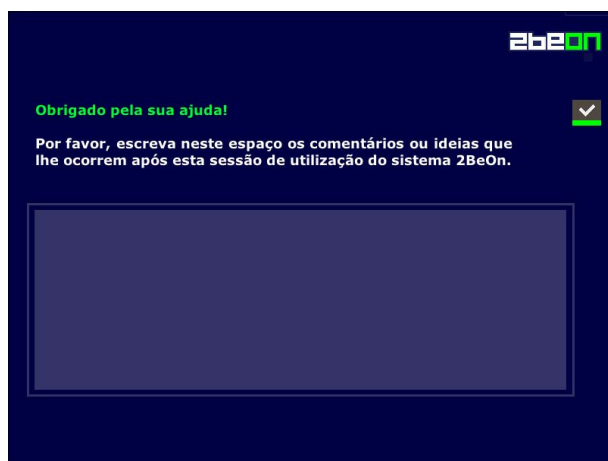 2beon
Obrigado pela sua ajuda!
Por favor, escreva neste espaço os comentários ou ideias que
lhe ocorrem após esta sessão de utilização do sistema 2BeOn.